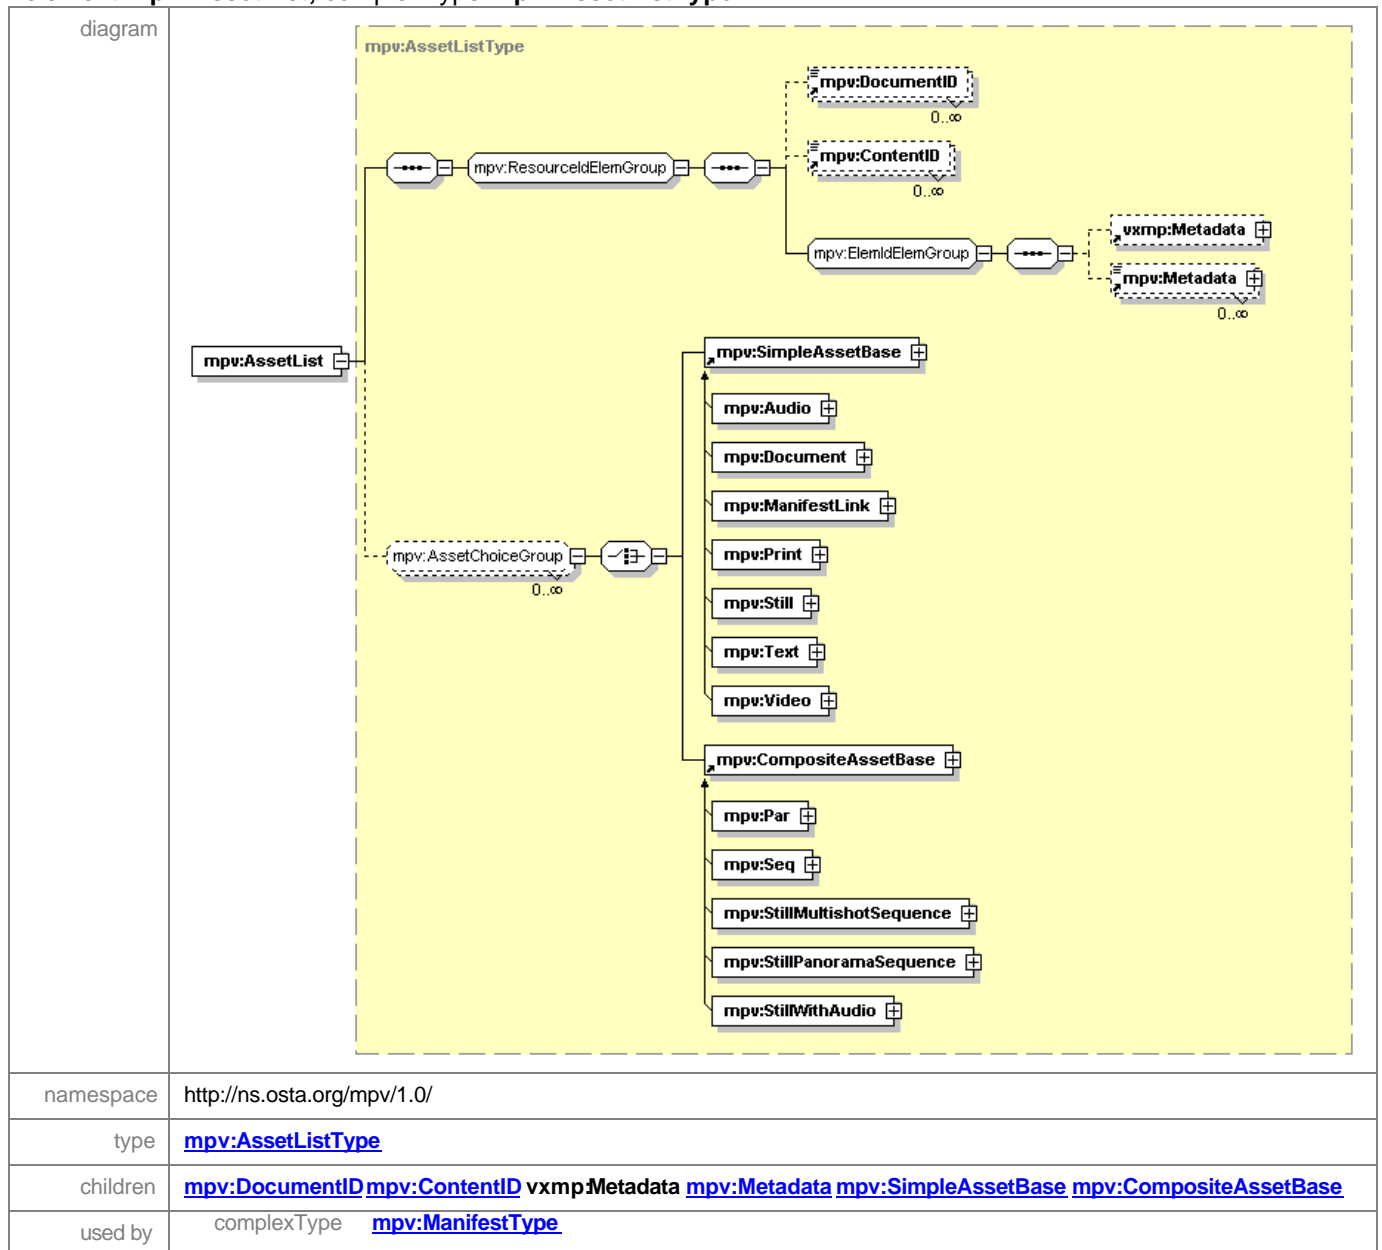 diagram
mpv:AssetListType
mpv:DocumentID
0..∞
mpv:ContentID
0..∞
mpv:ResourceIdElemGroup
vxmp:Metadata
mpv:ElemIdElemGroup
mpv:Metadata
0..∞
mpv:AssetList
mpv:SimpleAssetBase
mpv:Audio
mpv:Document
mpv:ManifestLink
mpv:AssetChoiceGroup
0..∞
mpv:Print
mpv:Still
mpv:Text
mpv:Video
mpv:CompositeAssetBase
mpv:Par
mpv:Seq
mpv:StillMultishotSequence
mpv:StillPanoramaSequence
mpv:StillWithAudio
namespace http://ns.osta.org/mpv/1.0/
type mpv:AssetListType
children mpv:DocumentID mpv:ContentID vxmp:Metadata mpv:Metadata mpv:SimpleAssetBase mpv:CompositeAssetBase
used by complexType mpv:ManifestType